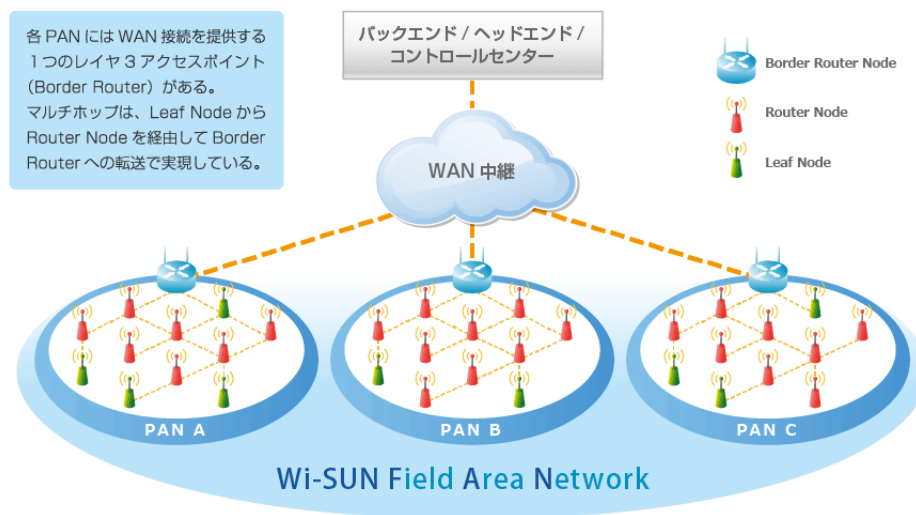 各 PAN には WAN 接続を提供する
１つのレイヤ３アクセスポイント
（Border Router）がある。
マルチホップは、Leaf Node から
Router Node を経由して Border
Router への転送で実現している。
バックエンド / ヘッドエンド /
コントロールセンター
Border Router Node
Router Node
Leaf Node
WAN 中継
PAN A
PAN B
PAN C
Wi-SUN Field Area Network